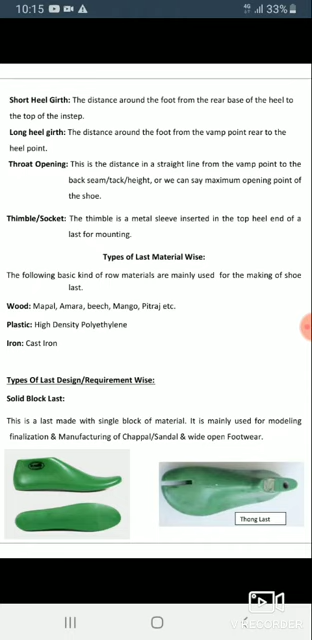 10:15 4G 33%
Short Heel Girth: The distance around the foot from the rear base of the heel to
the top of the instep.
Long heel girth: The distance around the foot from the vamp point rear to the
heel point.
Throat Opening: This is the distance in a straight line from the vamp point to the
back seam/tack/height, or we can say maximum opening point of
the shoe.
Thimble/Socket: The thimble is a metal sleeve inserted in the top heel end of a
last for mounting.
Types of Last Material Wise:
The following basic kind of row materials are mainly used for the making of shoe
last.
Wood: Mapal, Amara, beech, Mango, Pitraj etc.
Plastic: High Density Polyethylene
Iron: Cast Iron
Types Of Last Design/Requirement Wise:
Solid Block Last:
This is a last made with single block of material. It is mainly used for modeling
finalization & Manufacturing of Chappal/Sandal & wide open Footwear.
Thong Last
VRECORDER